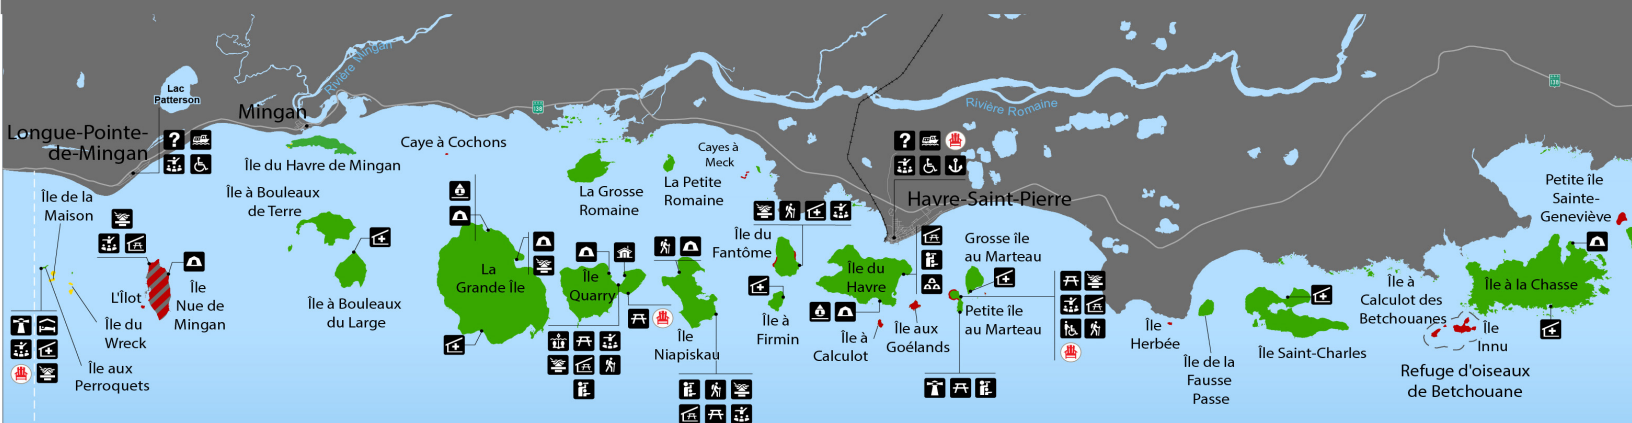 Lac
Patterson
Rivière Mingan
Mingan
Longue-Pointe-
de-Mingan
?
138
Rivière Romaine
138
Caye à Cochons
Île du Havre de Mingan
Cayes à
Meck
?
Havre-Saint-Pierre
Île de la
Maison
Île à Bouleaux
de Terre
La Grosse
Romaine
La Petite
Romaine
Petite île
Sainte-
Geneviève
Île du
Fantôme
Grosse île
au Marteau
La
Grande Île
Île
Quarry
Île du
Havre
Île à la Chasse
L'Îlot
Île
Nue de
Mingan
Île à Bouleaux
du Large
Île à
Calculot des
Betchouanes
Île du
Wreck
Île aux
Perroquets
Île
Niapiskau
Île à
Firmin
Île à
Calculot
Île aux
Goélands
Petite île
au Marteau
Île
Herbée
Île de la
Fausse
Passe
Île Saint-Charles
Île
Innu
Refuge d'oiseaux
de Betchouane